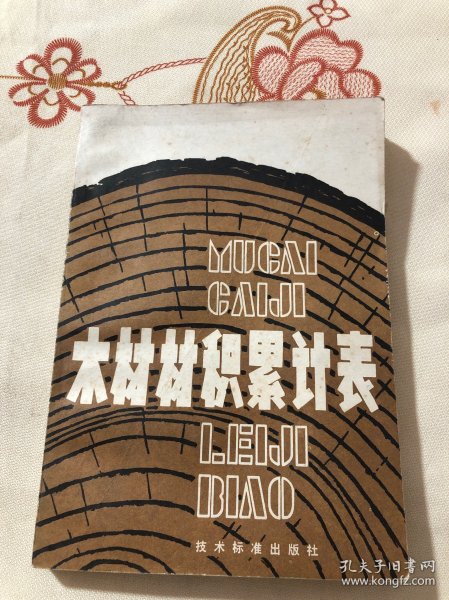 MUCAI
CAIJI
木材材积累计表
LEIJI
BIAO
技术标准出版社
孔夫子旧书网
www.kongfz.com